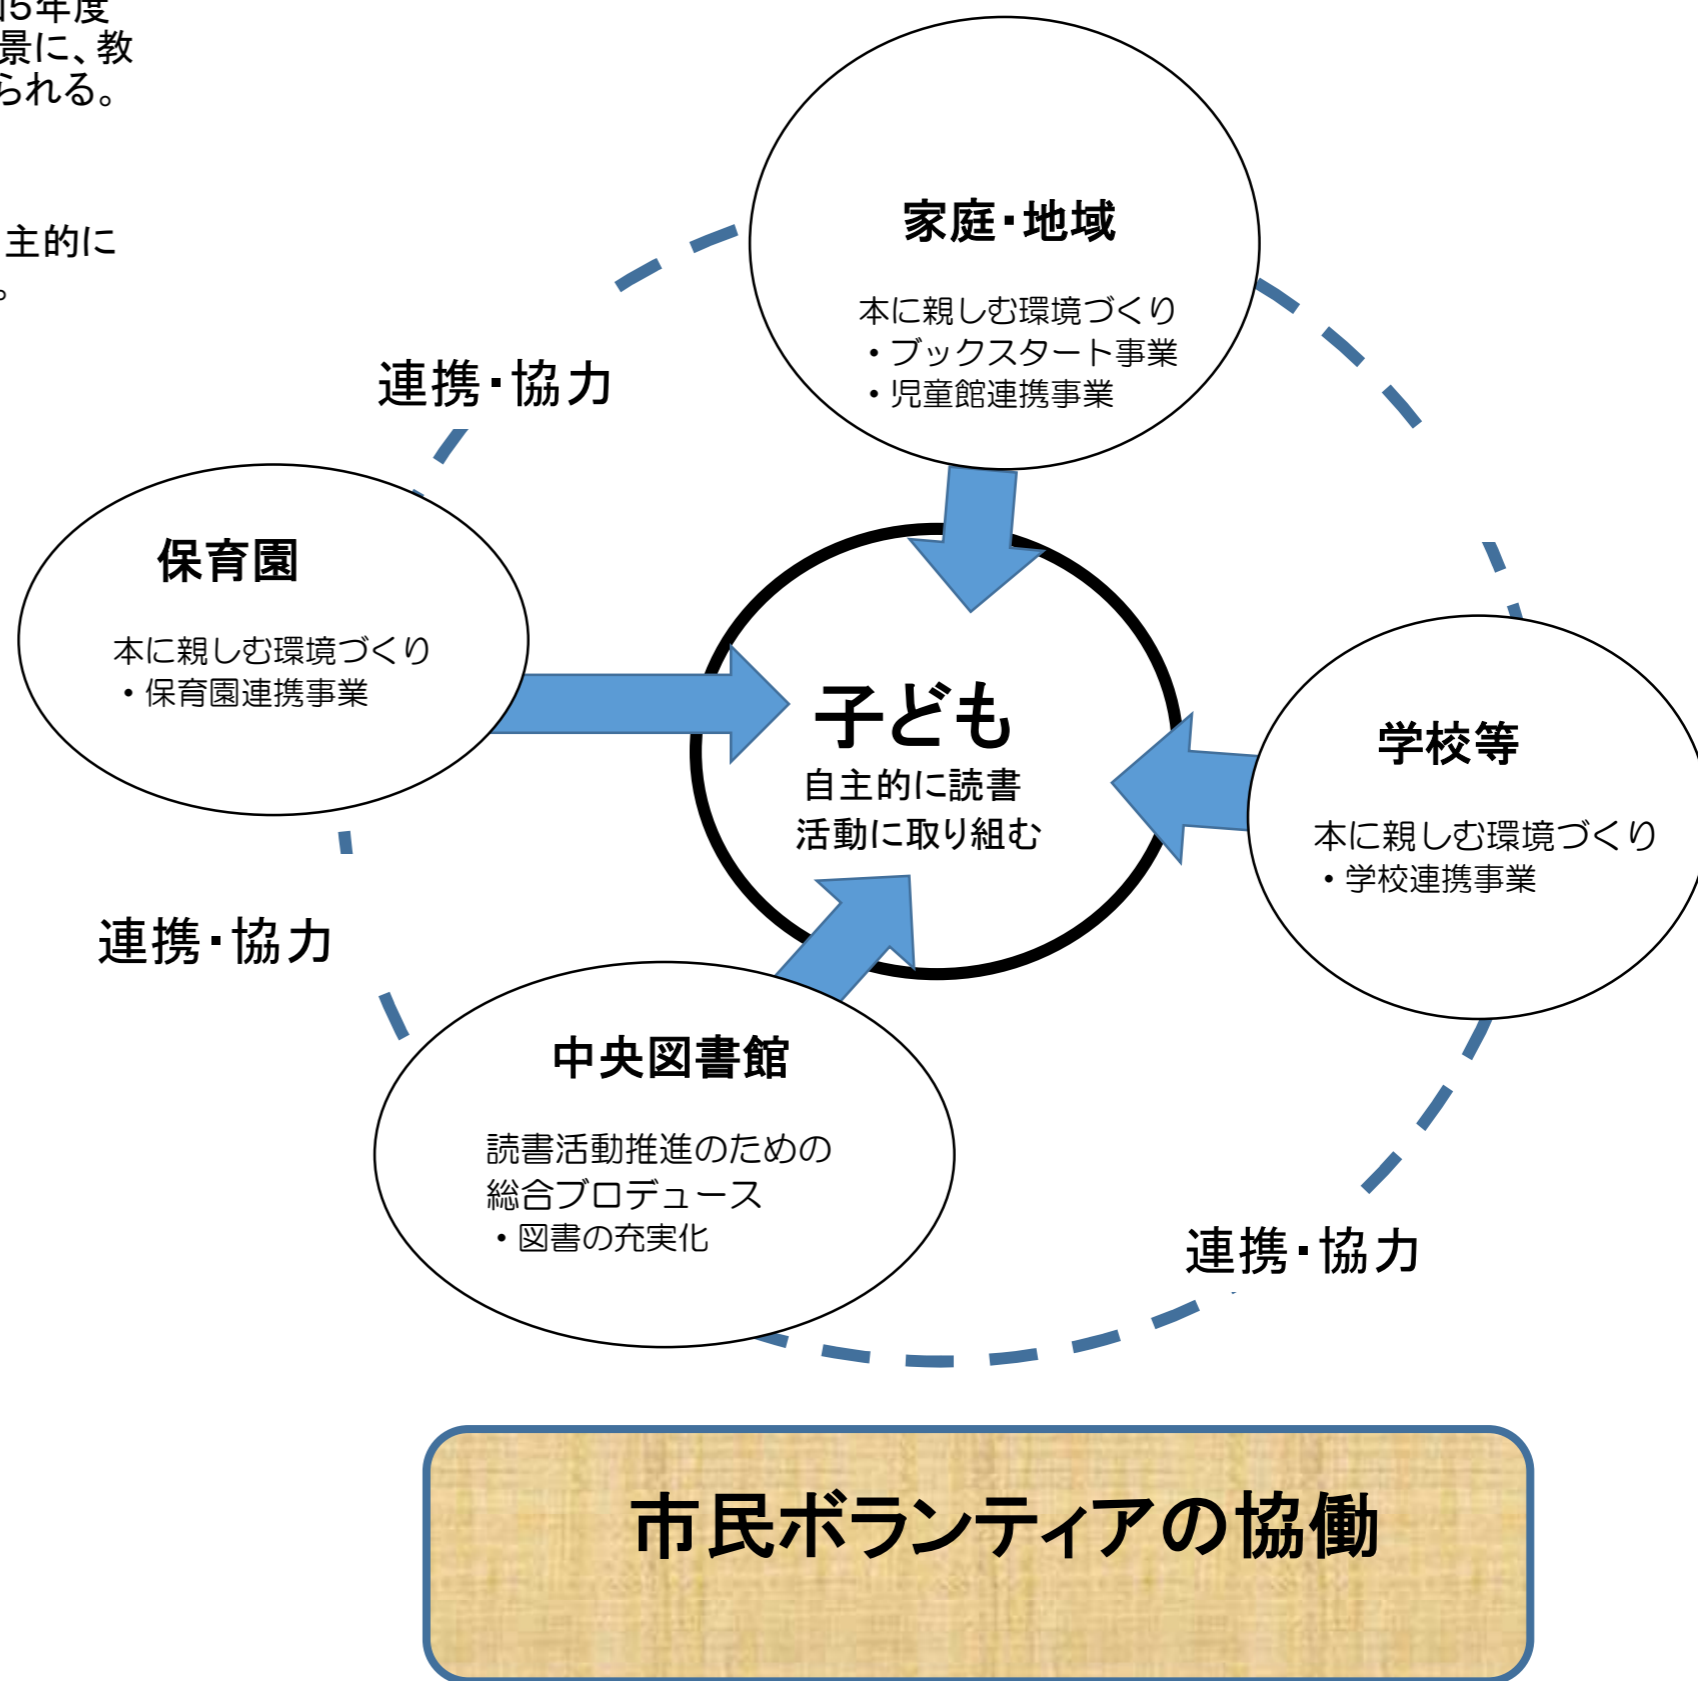 5年度
景に、教
られる。
主的に
。
家庭・地域
本に親しむ環境づくり
・ブックスタート事業
・児童館連携事業
連携・協力
保育園
本に親しむ環境づくり
・保育園連携事業
子ども
自主的に読書
活動に取り組む
学校等
本に親しむ環境づくり
・学校連携事業
連携・協力
中央図書館
読書活動推進のための
総合プロデュース
・図書の充実化
連携・協力
市民ボランティアの協働